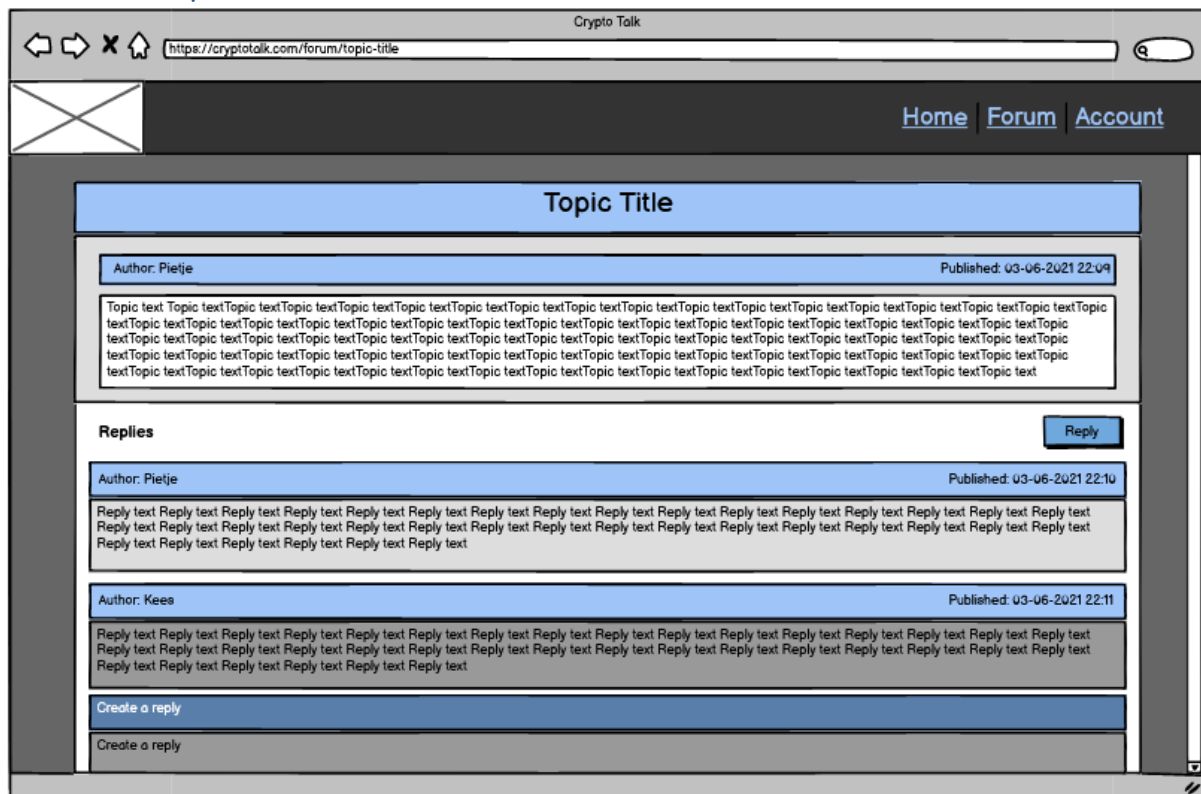 Crypto Talk
https://cryptotalk.com/forum/topic-title
Home Forum Account
Topic Title
Author: Pietje Published: 03-06-2021 22:09
Topic text Topic textTopic textTopic textTopic textTopic textTopic textTopic textTopic textTopic textTopic textTopic textTopic textTopic textTopic textTopic textTopic textTopic
textTopic textTopic textTopic textTopic textTopic textTopic textTopic textTopic textTopic textTopic textTopic textTopic textTopic textTopic textTopic textTopic textTopic
textTopic textTopic textTopic textTopic textTopic textTopic textTopic textTopic textTopic textTopic textTopic textTopic textTopic textTopic textTopic textTopic textTopic
textTopic textTopic textTopic textTopic textTopic textTopic textTopic textTopic textTopic textTopic textTopic textTopic textTopic textTopic textTopic textTopic textTopic
textTopic textTopic textTopic textTopic textTopic textTopic textTopic textTopic textTopic textTopic textTopic textTopic textTopic textTopic textTopic textTopic text
Replies Reply
Author: Pietje Published: 03-06-2021 22:10
Reply text Reply text Reply text Reply text Reply text Reply text Reply text Reply text Reply text Reply text Reply text Reply text Reply text Reply text Reply text Reply text
Reply text Reply text Reply text Reply text Reply text Reply text Reply text Reply text Reply text Reply text Reply text Reply text Reply text Reply text Reply text Reply text
Reply text Reply text Reply text Reply text Reply text Reply text
Author: Kees Published: 03-06-2021 22:11
Reply text Reply text Reply text Reply text Reply text Reply text Reply text Reply text Reply text Reply text Reply text Reply text Reply text Reply text Reply text Reply text
Reply text Reply text Reply text Reply text Reply text Reply text Reply text Reply text Reply text Reply text Reply text Reply text Reply text Reply text Reply text Reply text
Reply text Reply text Reply text Reply text Reply text Reply text
Create a reply
Create a reply